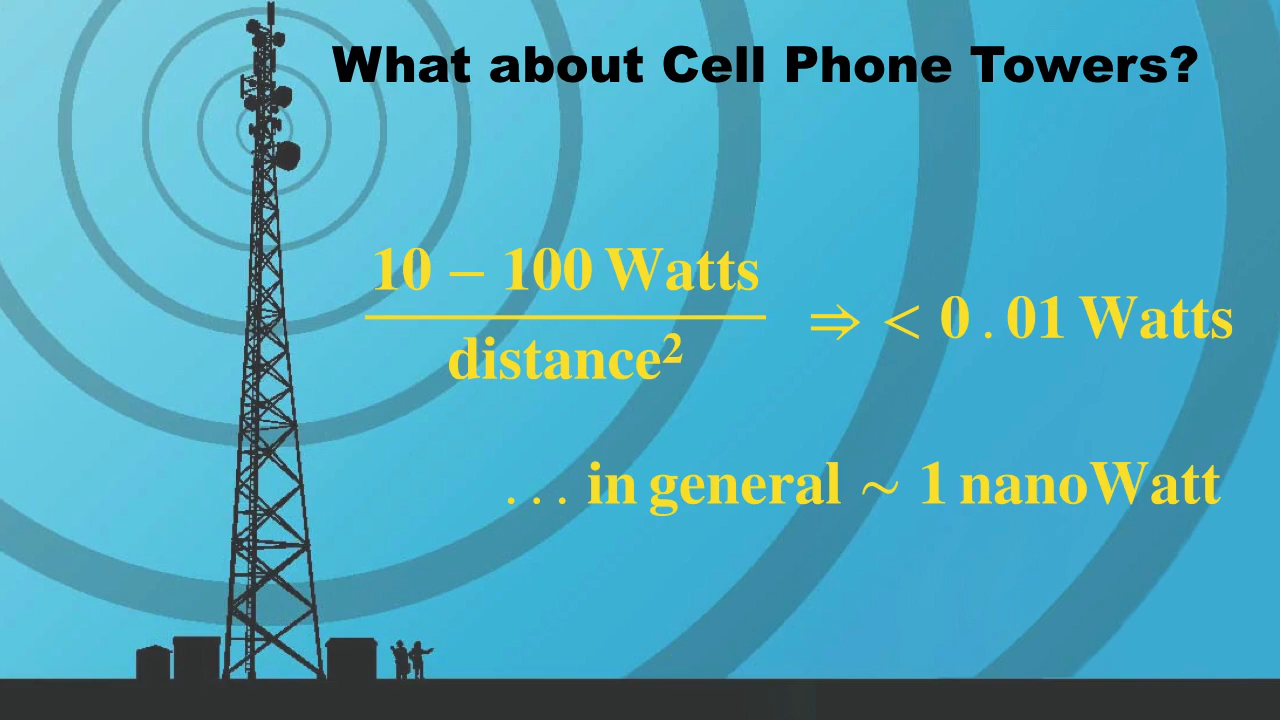 What about Cell Phone Towers?
10 – 100 Watts
distance²
⇒ < 0 . 01 Watts
. . . in general ~ 1 nanoWatt